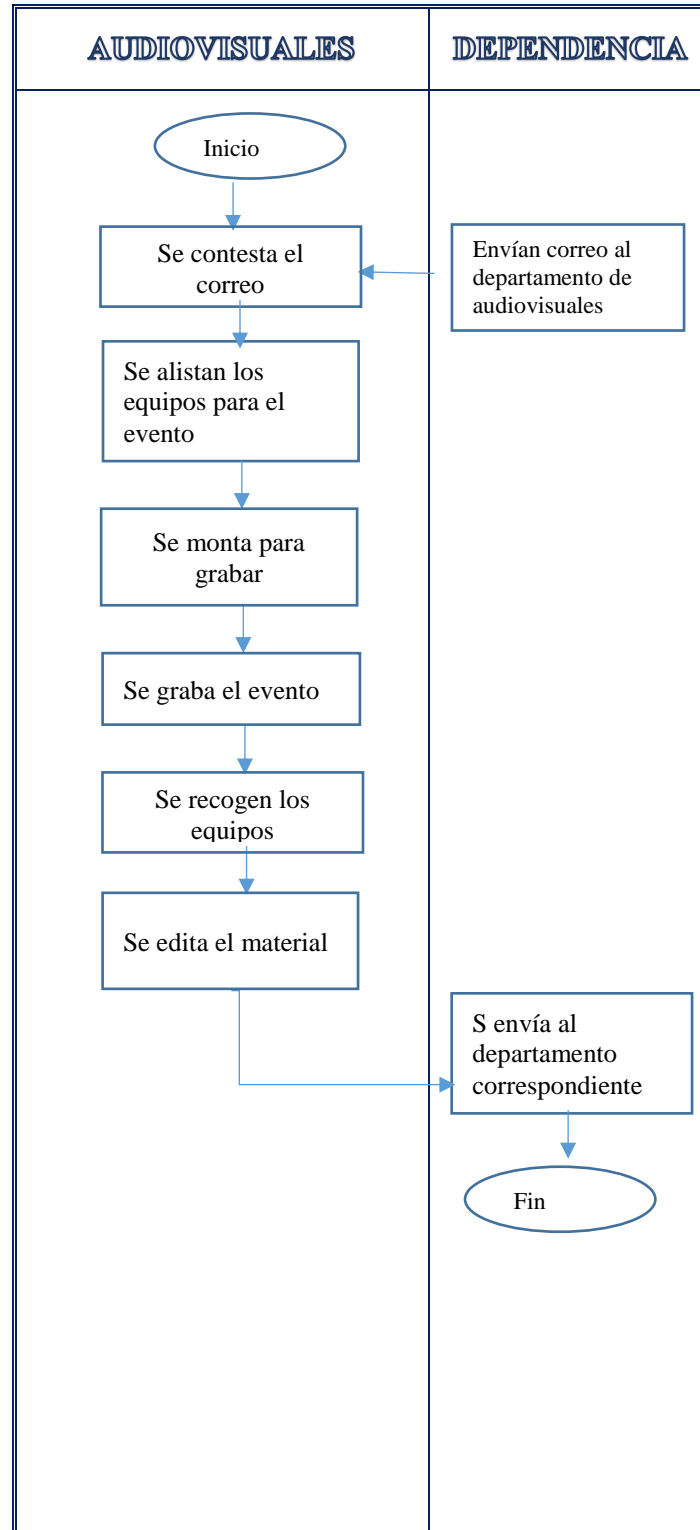 AUDIOVISUALES
DEPENDENCIA
Inicio
Se contesta el
correo
Envían correo al
departamento de
audiovisuales
Se alistan los
equipos para el
evento
Se monta para
grabar
Se graba el evento
Se recogen los
equipos
Se edita el material
S envía al
departamento
correspondiente
Fin